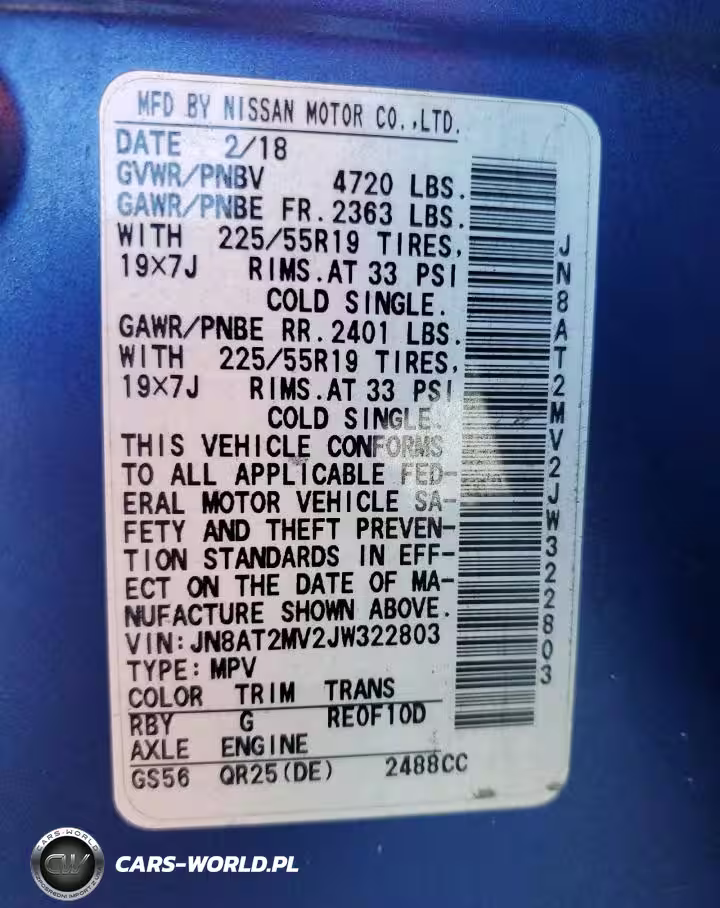 MFD BY NISSAN MOTOR CO.,LTD.
DATE 2/18
GVWR/PNBV 4720 LBS.
GAWR/PNBE FR.2363 LBS.
WITH 225/55R19 TIRES,
19×7J RIMS.AT 33 PSI
COLD SINGLE.
GAWR/PNBE RR.2401 LBS.
WITH 225/55R19 TIRES,
19×7J RIMS.AT 33 PSI
COLD SINGLE.
THIS VEHICLE CONFORMS
TO ALL APPLICABLE FED-
ERAL MOTOR VEHICLE SA-
FETY AND THEFT PREVEN-
TION STANDARDS IN EFF-
ECT ON THE DATE OF MA-
NUFACTURE SHOWN ABOVE.
VIN:JN8AT2MV2JW322803
TYPE:MPV
COLOR TRIM TRANS
RBY G RE0F10D
AXLE ENGINE
GS56 QR25(DE) 2488CC
JN8AT2MV2JW322803
CARS-WORLD
CW
CARS-WORLD.PL